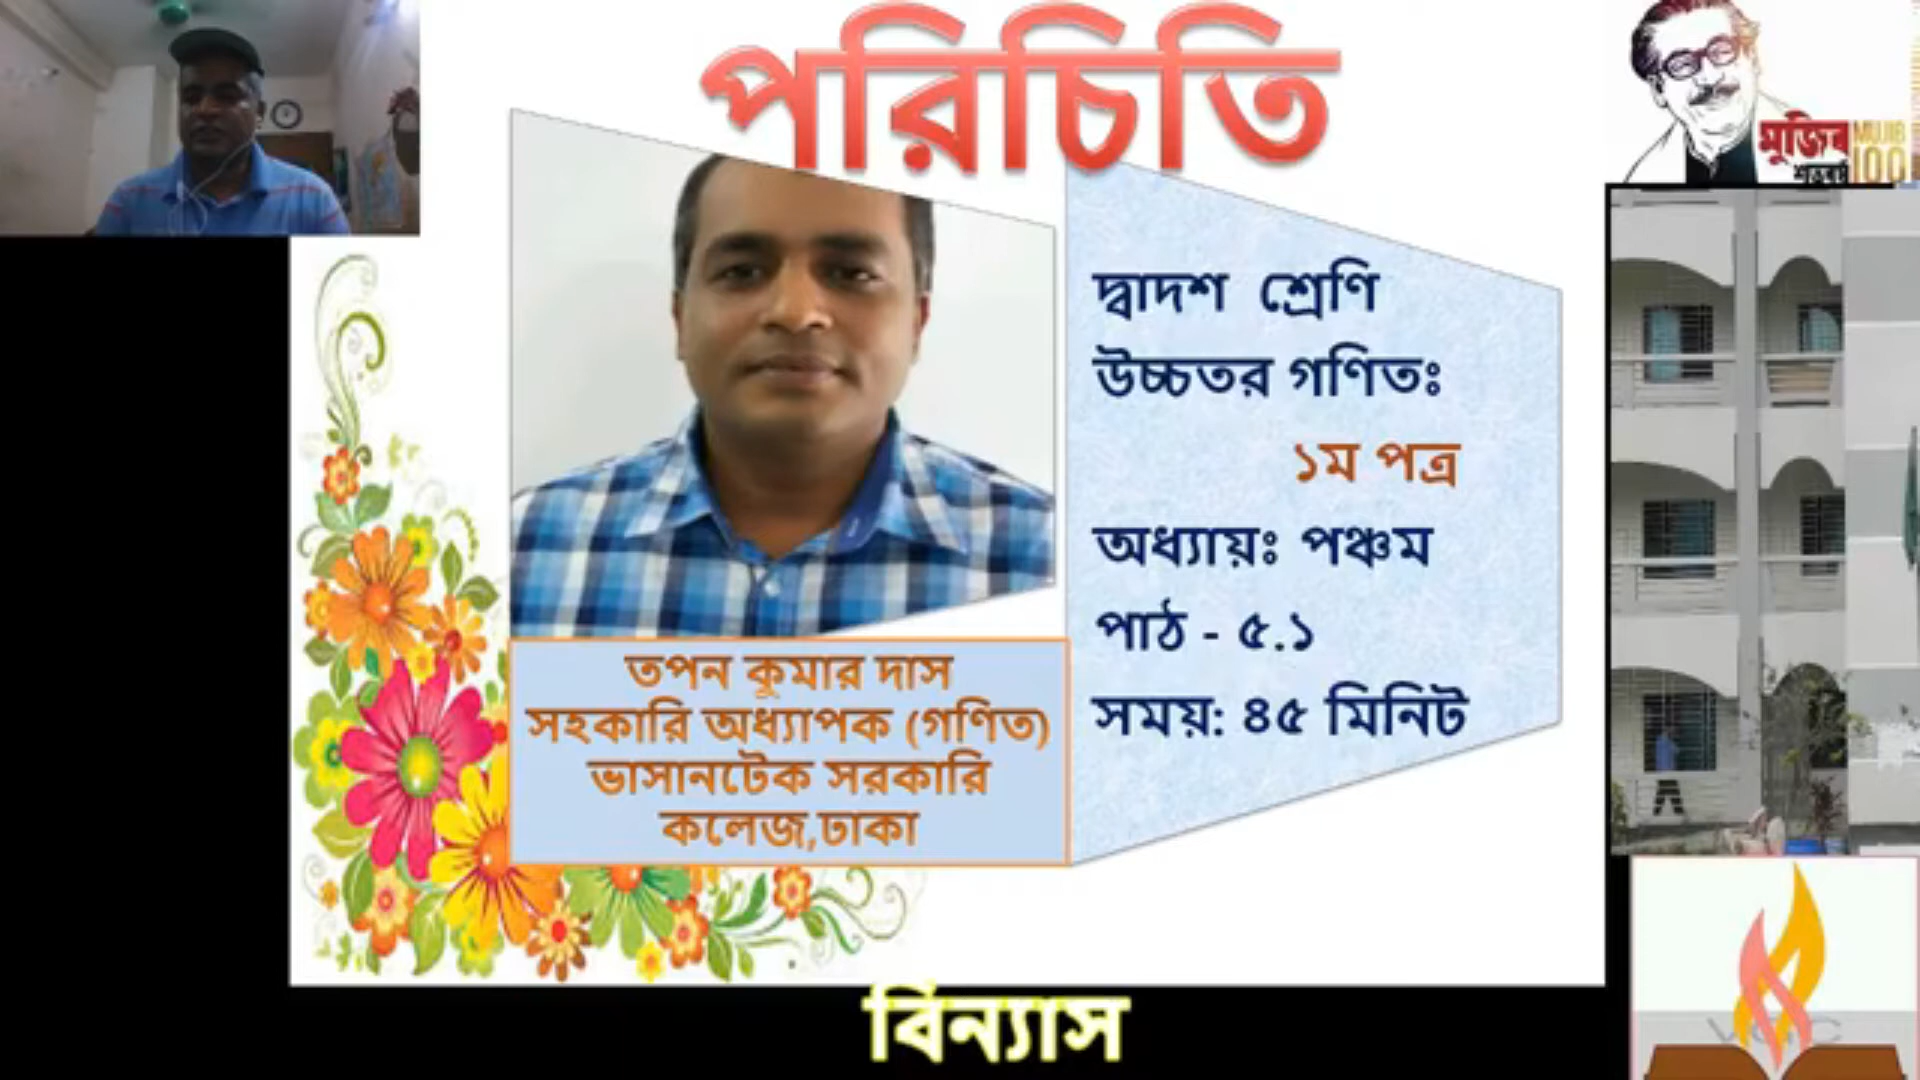 পরিচিতি
মুজিব MUJIB
শতবর্ষ 100
দ্বাদশ শ্রেণি
উচ্চতর গণিতঃ
১ম পত্র
অধ্যায়ঃ পঞ্চম
পাঠ - ৫.১
সময়: ৪৫ মিনিট
তপন কুমার দাস
সহকারি অধ্যাপক (গণিত)
ভাসানটেক সরকারি
কলেজ,ঢাকা
বিন্যাস